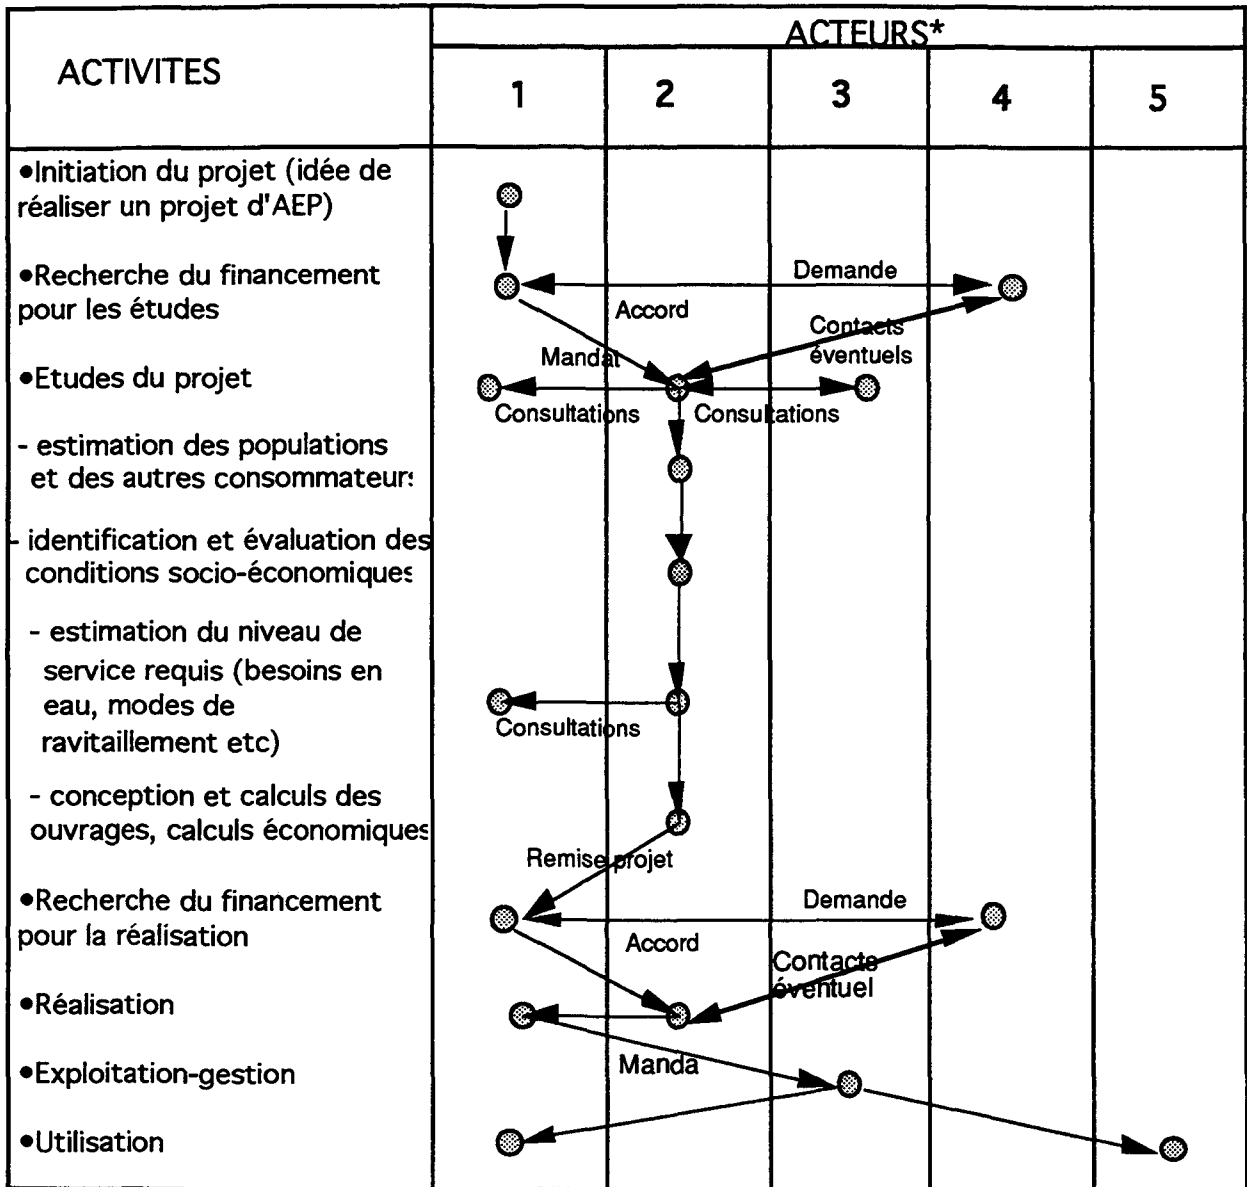 ACTEURS*
ACTIVITES
1 2 3 4 5
•Initiation du projet (idée de
réaliser un projet d'AEP)
•Recherche du financement
pour les études
Demande
Accord
Contacts
éventuels
Mandat
•Etudes du projet
Consultations
Consultations
- estimation des populations
et des autres consommateurs
- identification et évaluation des
conditions socio-économiques
- estimation du niveau de
service requis (besoins en
eau, modes de
ravitaillement etc)
Consultations
- conception et calculs des
ouvrages, calculs économiques
Remise projet
•Recherche du financement
pour la réalisation
Demande
Accord
Contacts
éventuel
•Réalisation
Manda
•Exploitation-gestion
•Utilisation